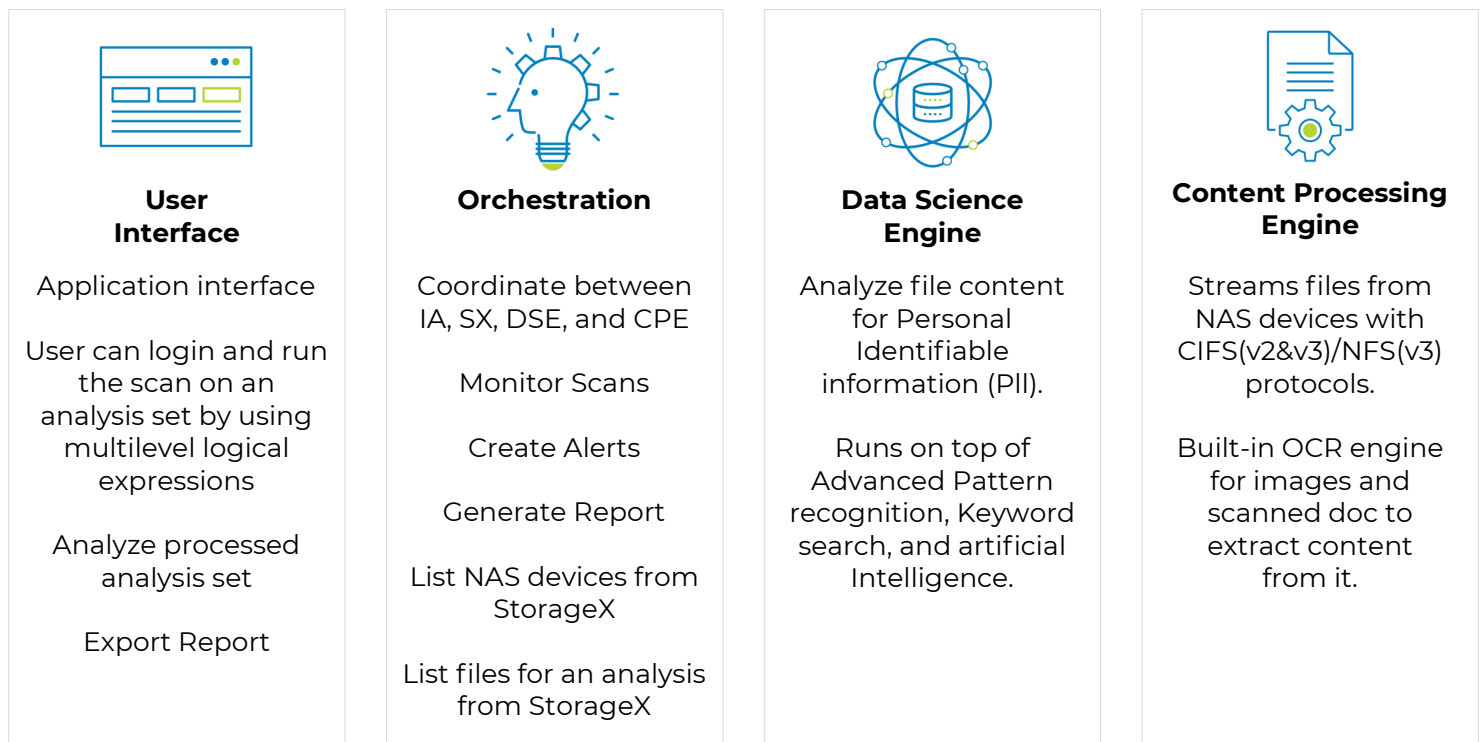 User
Interface
Application interface
User can login and run
the scan on an
analysis set by using
multilevel logical
expressions
Analyze processed
analysis set
Export Report
Orchestration
Coordinate between
IA, SX, DSE, and CPE
Monitor Scans
Create Alerts
Generate Report
List NAS devices from
StorageX
List files for an analysis
from StorageX
Data Science
Engine
Analyze file content
for Personal
Identifiable
information (Pll).
Runs on top of
Advanced Pattern
recognition, Keyword
search, and artificial
Intelligence.
Content Processing
Engine
Streams files from
NAS devices with
CIFS(v2&v3)/NFS(v3)
protocols.
Built-in OCR engine
for images and
scanned doc to
extract content
from it.